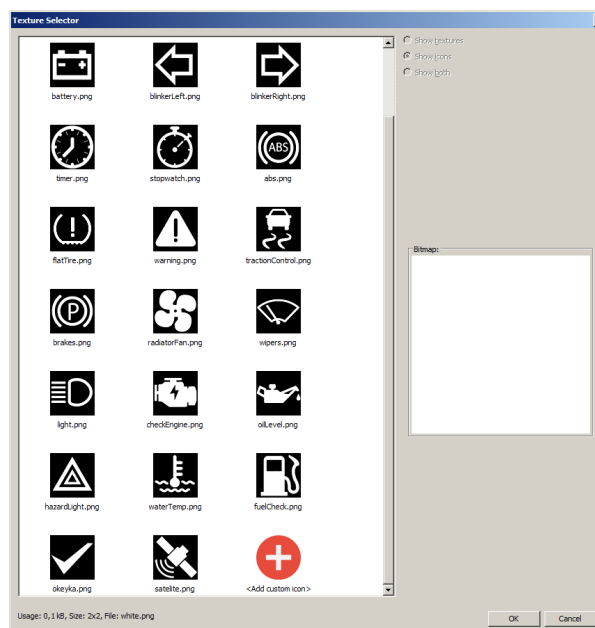 Texture Selector
Show textures
Show icons
Show both
battery.png
blinkerLeft.png
blinkerRight.png
timer.png
stopwatch.png
ABS
abs.png
flatTire.png
warning.png
tractionControl.png
Bitmap:
P
brakes.png
radiatorFan.png
wipers.png
light.png
checkEngine.png
oilLevel.png
hazardLight.png
waterTemp.png
fuelCheck.png
okeyka.png
satelite.png
<Add custom icon>
Usage: 0,1 kB, Size: 2x2, File: white.png
OK
Cancel